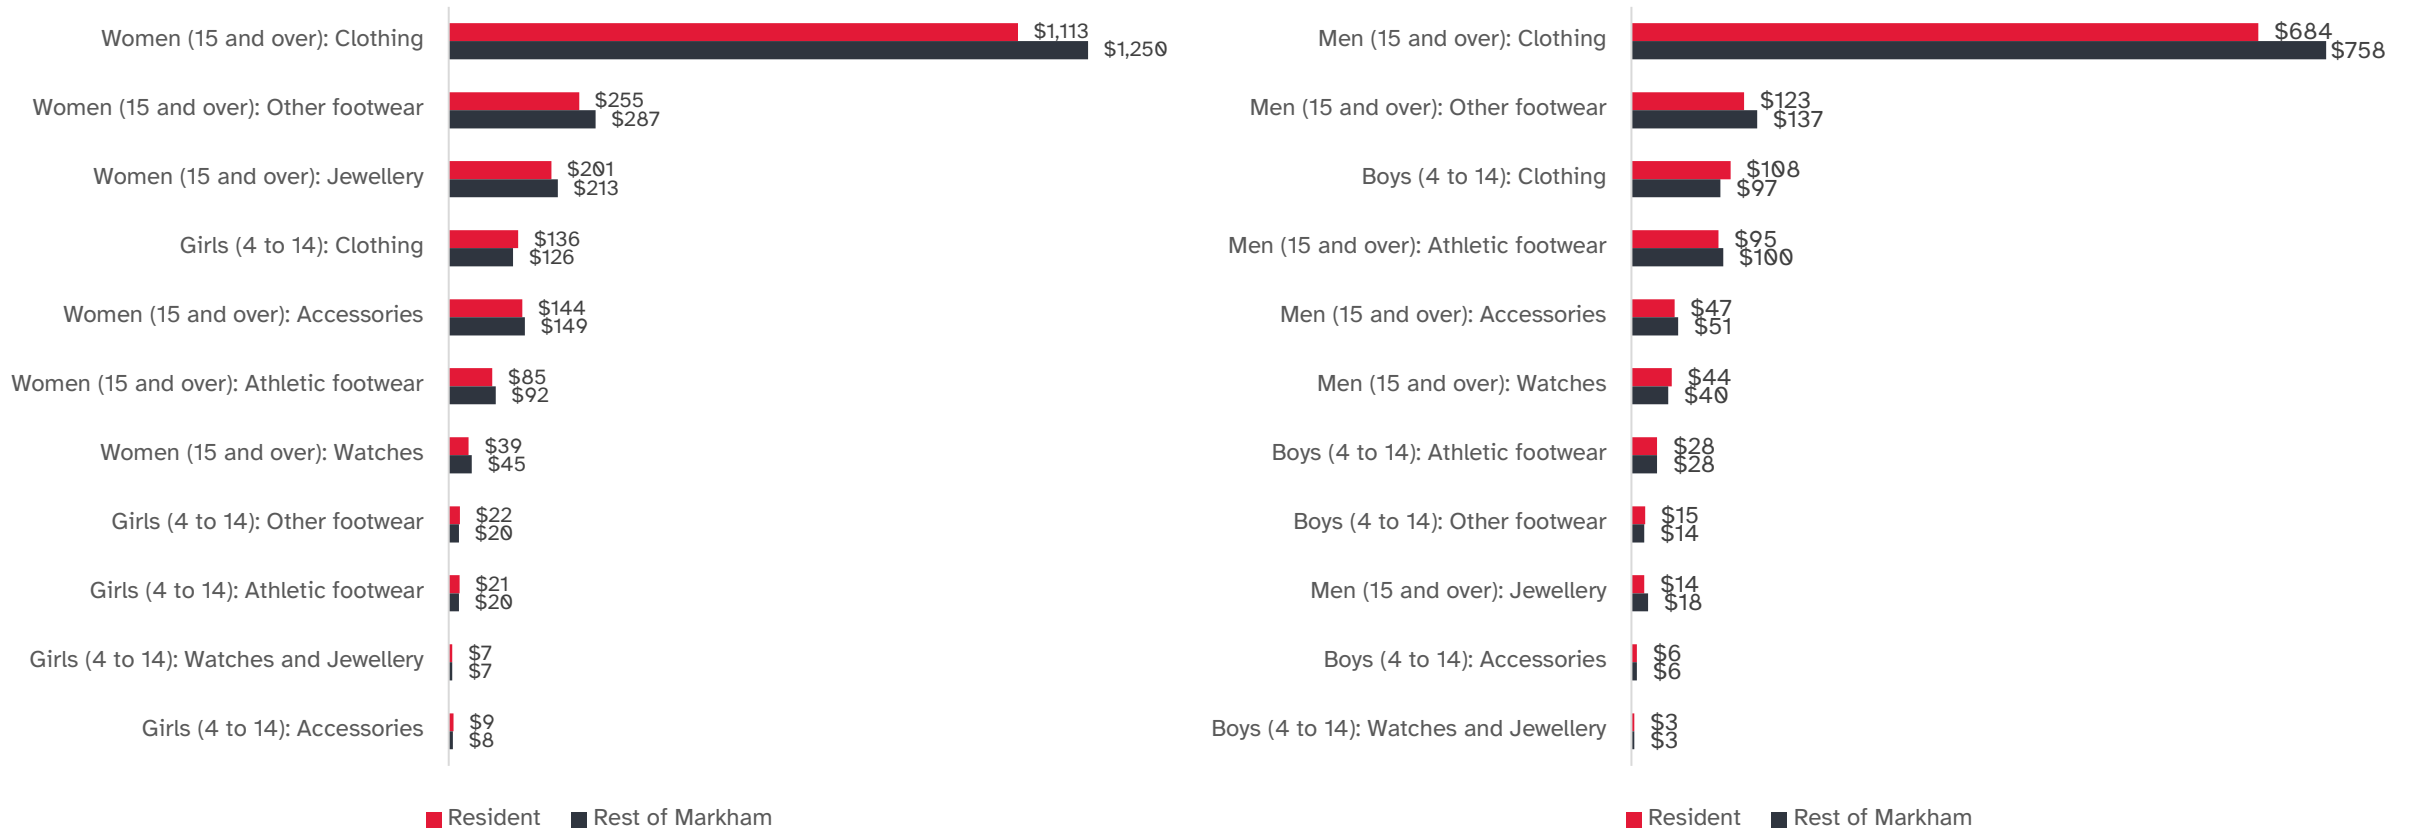 Women (15 and over): Clothing
$1,113
$1,250
Women (15 and over): Other footwear
$255
$287
Women (15 and over): Jewellery
$201
$213
Girls (4 to 14): Clothing
$136
$126
Women (15 and over): Accessories
$144
$149
Women (15 and over): Athletic footwear
$85
$92
Women (15 and over): Watches
$39
$45
Girls (4 to 14): Other footwear
$22
$20
Girls (4 to 14): Athletic footwear
$21
$20
Girls (4 to 14): Watches and Jewellery
$7
$7
Girls (4 to 14): Accessories
$9
$8
Resident
Rest of Markham
Men (15 and over): Clothing
$684
$758
Men (15 and over): Other footwear
$123
$137
Boys (4 to 14): Clothing
$108
$97
Men (15 and over): Athletic footwear
$95
$100
Men (15 and over): Accessories
$47
$51
Men (15 and over): Watches
$44
$40
Boys (4 to 14): Athletic footwear
$28
$28
Boys (4 to 14): Other footwear
$15
$14
Men (15 and over): Jewellery
$14
$18
Boys (4 to 14): Accessories
$6
$6
Boys (4 to 14): Watches and Jewellery
$3
$3
Resident
Rest of Markham